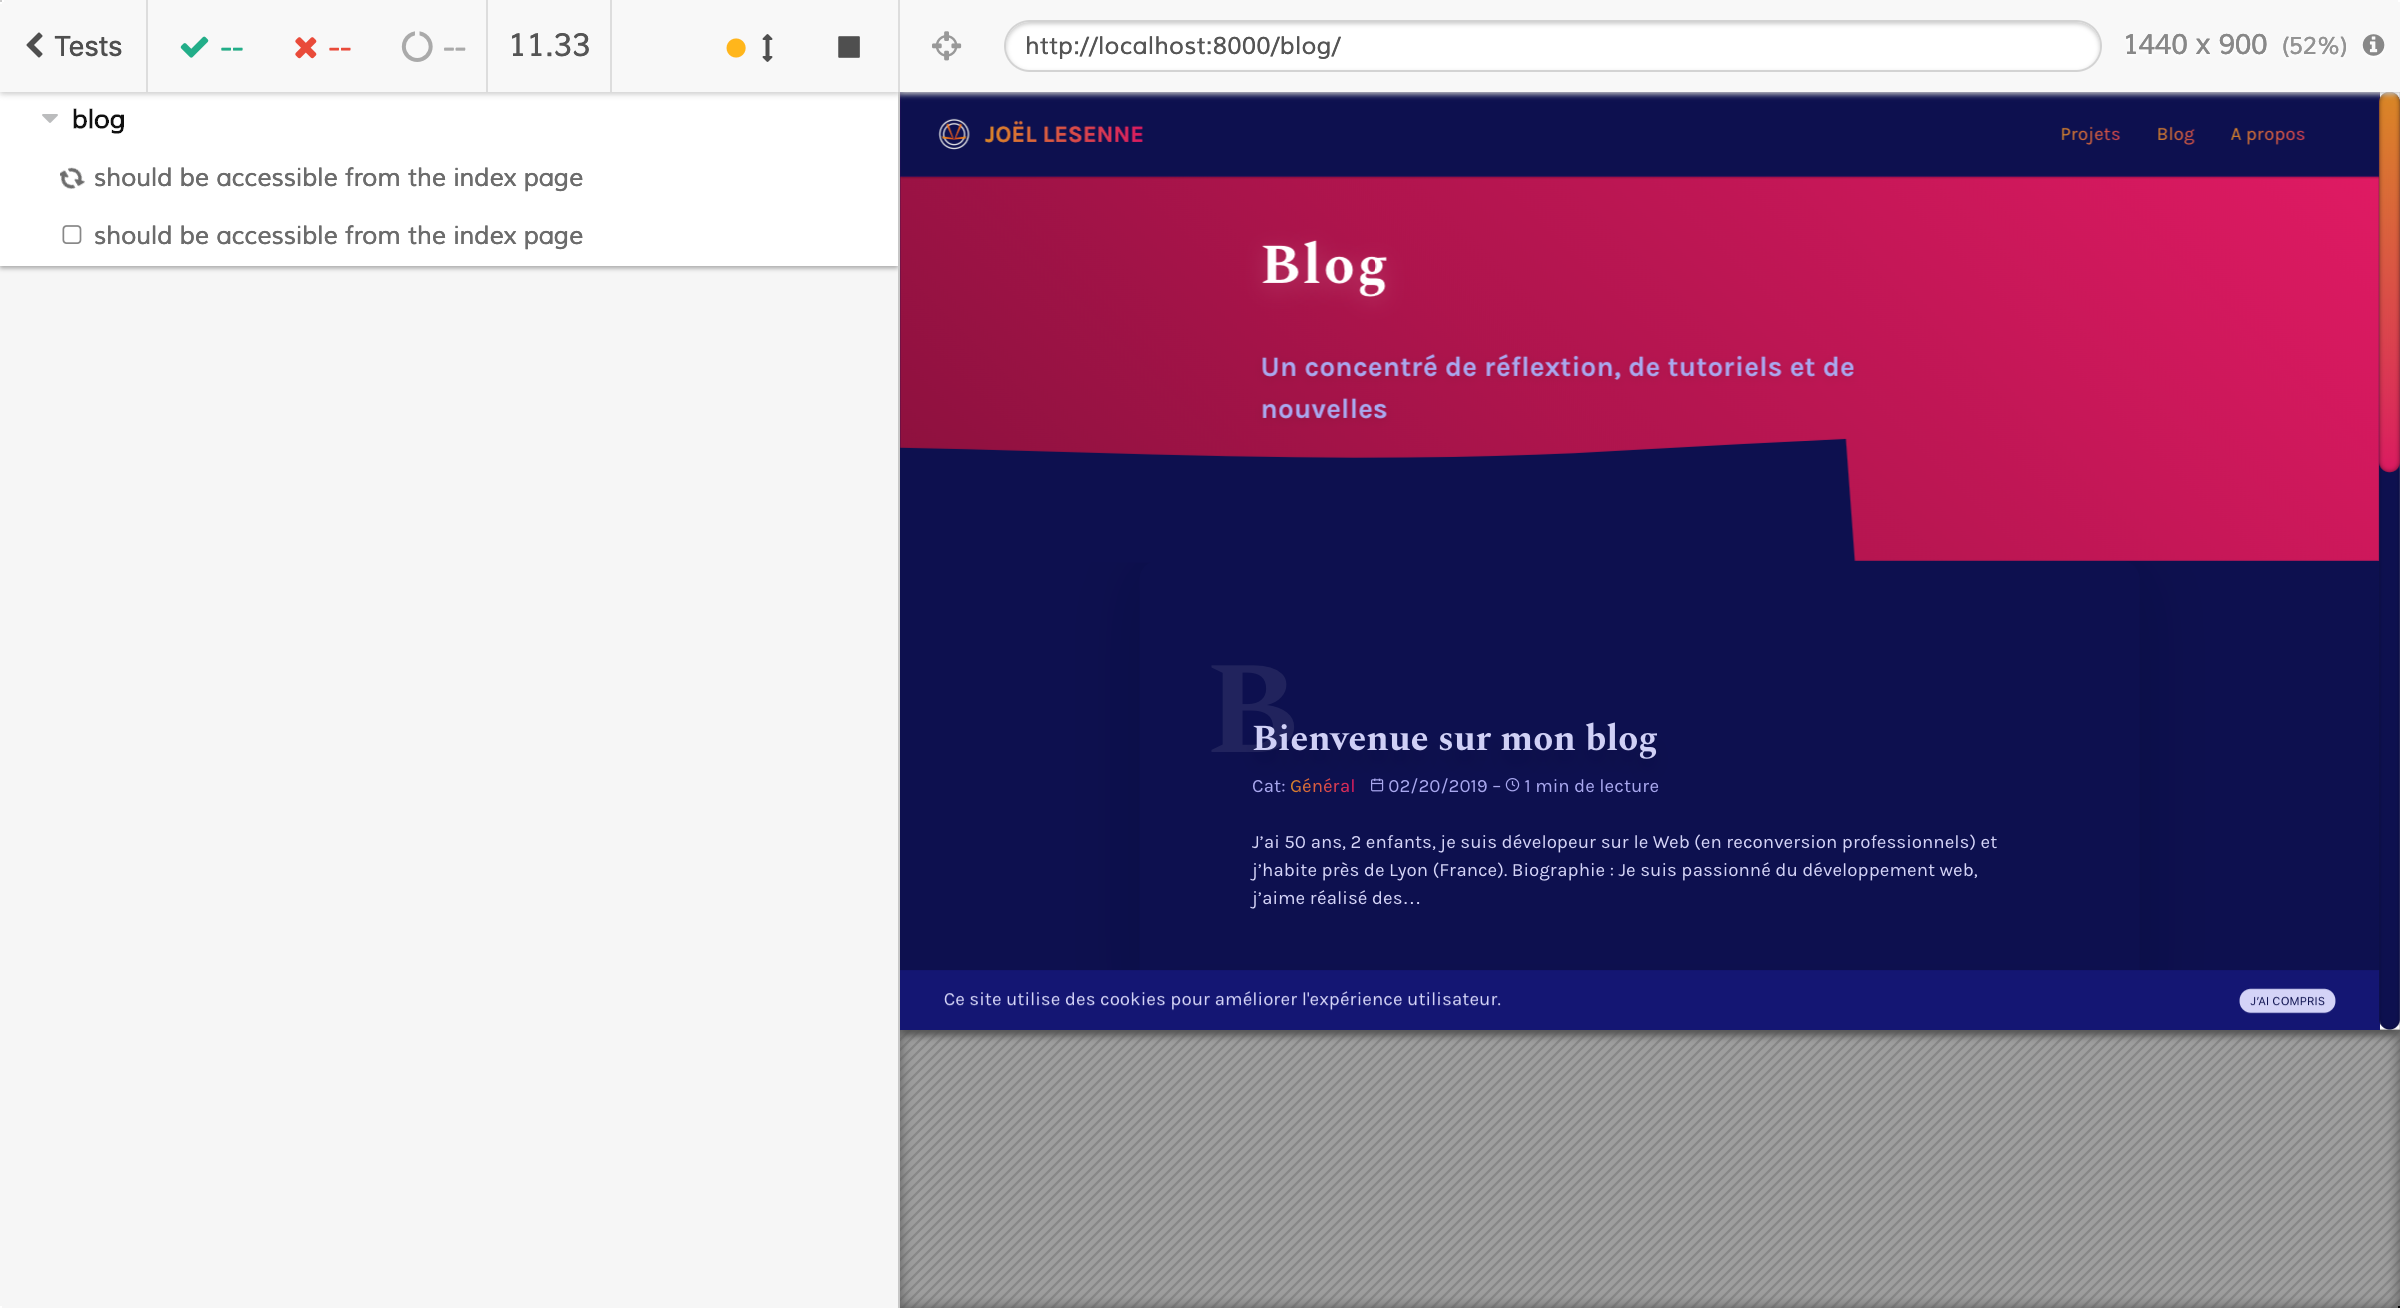 Tests
--
--
--
11.33
http://localhost:8000/blog/
1440 x 900 (52%)
blog
should be accessible from the index page
should be accessible from the index page
JOËL LESENNE
Projets
Blog
A propos
Blog
Un concentré de réflextion, de tutoriels et de
nouvelles
B
Bienvenue sur mon blog
Cat: Général 02/20/2019 – 1 min de lecture
J’ai 50 ans, 2 enfants, je suis dévelopeur sur le Web (en reconversion professionnels) et
j’habite près de Lyon (France). Biographie : Je suis passionné du développement web,
j’aime réalisé des…
Ce site utilise des cookies pour améliorer l'expérience utilisateur.
J'AI COMPRIS